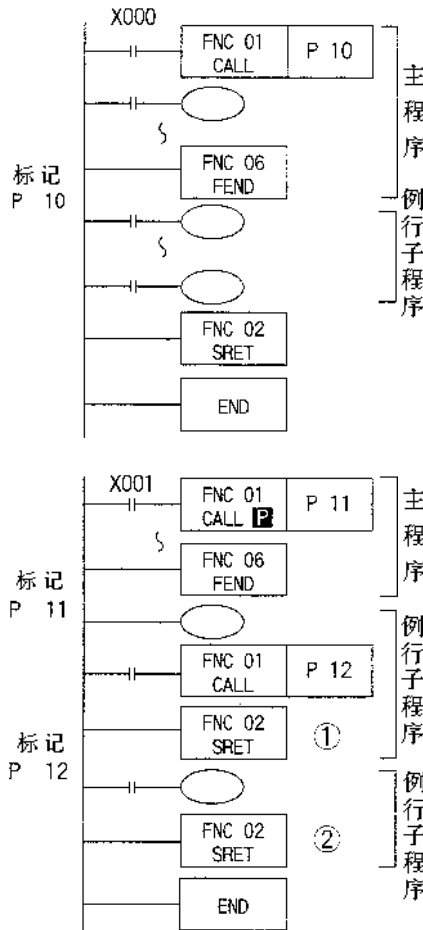 X000
FNC 01 P 10
CALL
主程序
FNC 06
FEND
标记
P 10
例行子程序
FNC 02
SRET
END
X001
FNC 01 P 11
CALL P
主程序
FNC 06
FEND
标记
P 11
例行子程序
FNC 01 P 12
CALL
FNC 02 ①
SRET
标记
P 12
例行子程序
FNC 02 ②
SRET
END